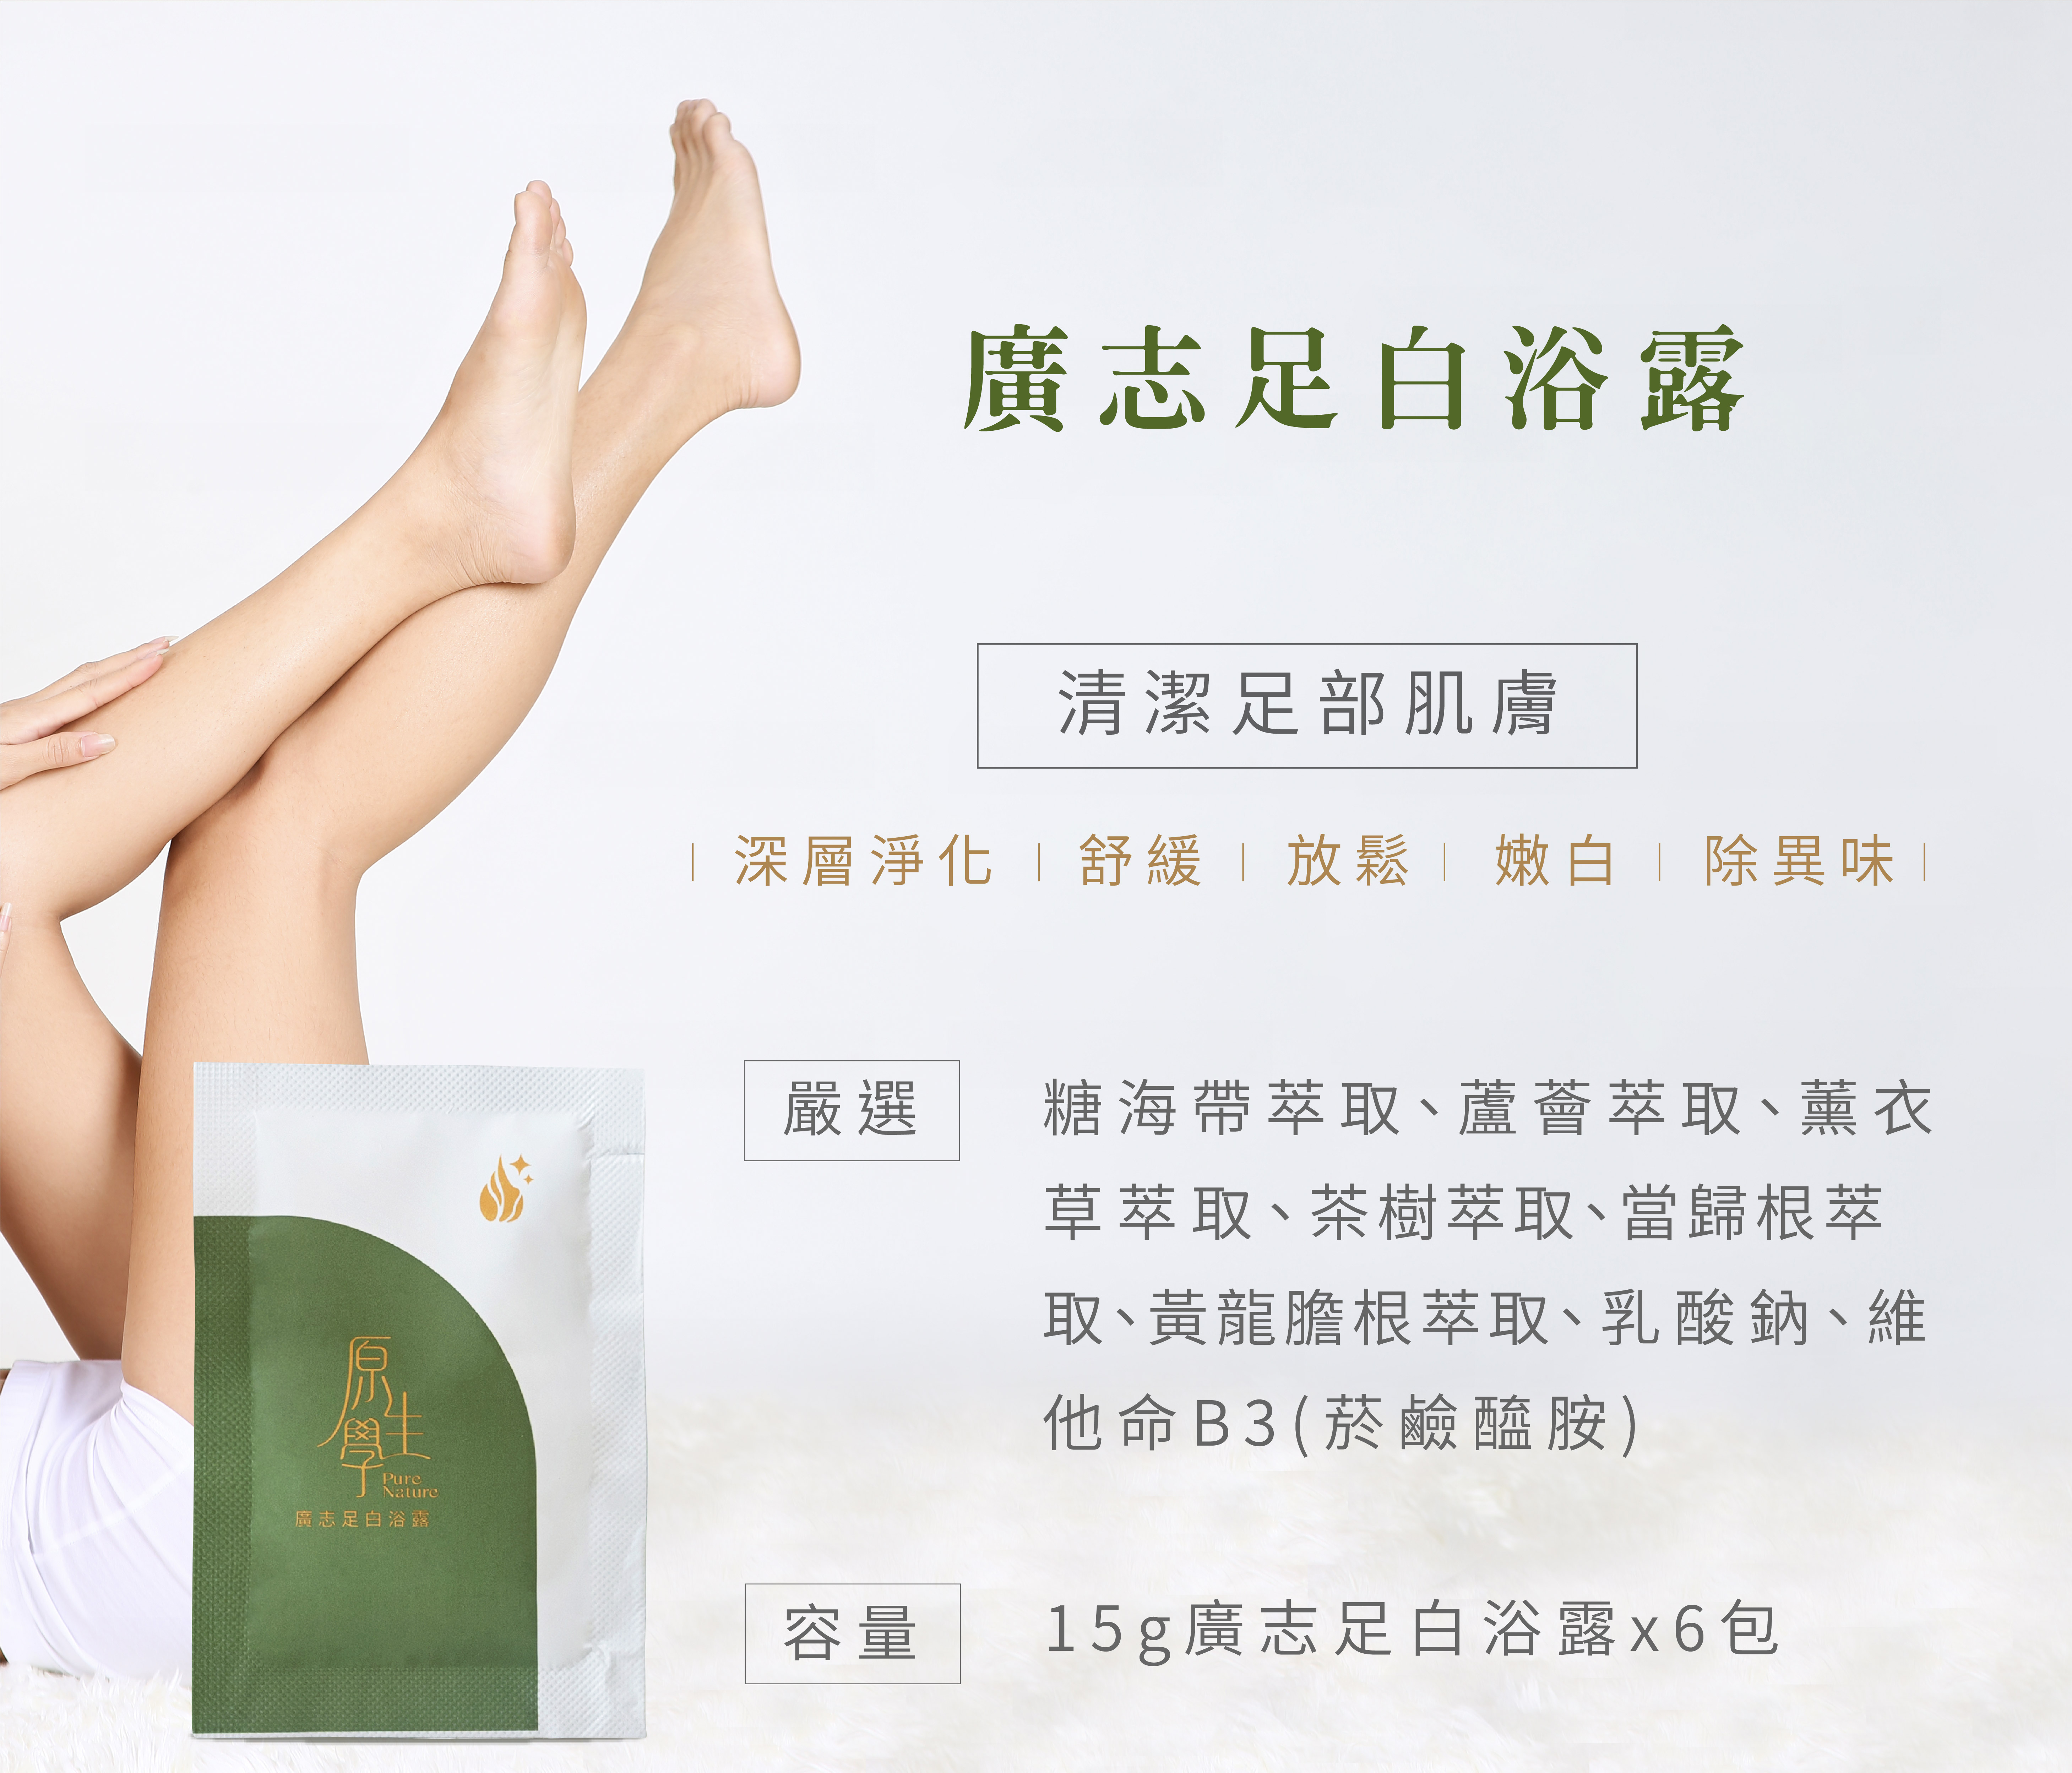 廣志足白浴露
清潔足部肌膚
| 深層淨化 | 舒緩 | 放鬆 | 嫩白 | 除異味 |
嚴選
糖海帶萃取、蘆薈萃取、薰衣
草萃取、茶樹萃取、當歸根萃
取、黃龍膽根萃取、乳酸鈉、維
他命B3(菸鹼醯胺)
容量
15g廣志足白浴露x6包
原生學
Pure
Nature
廣志足白浴露